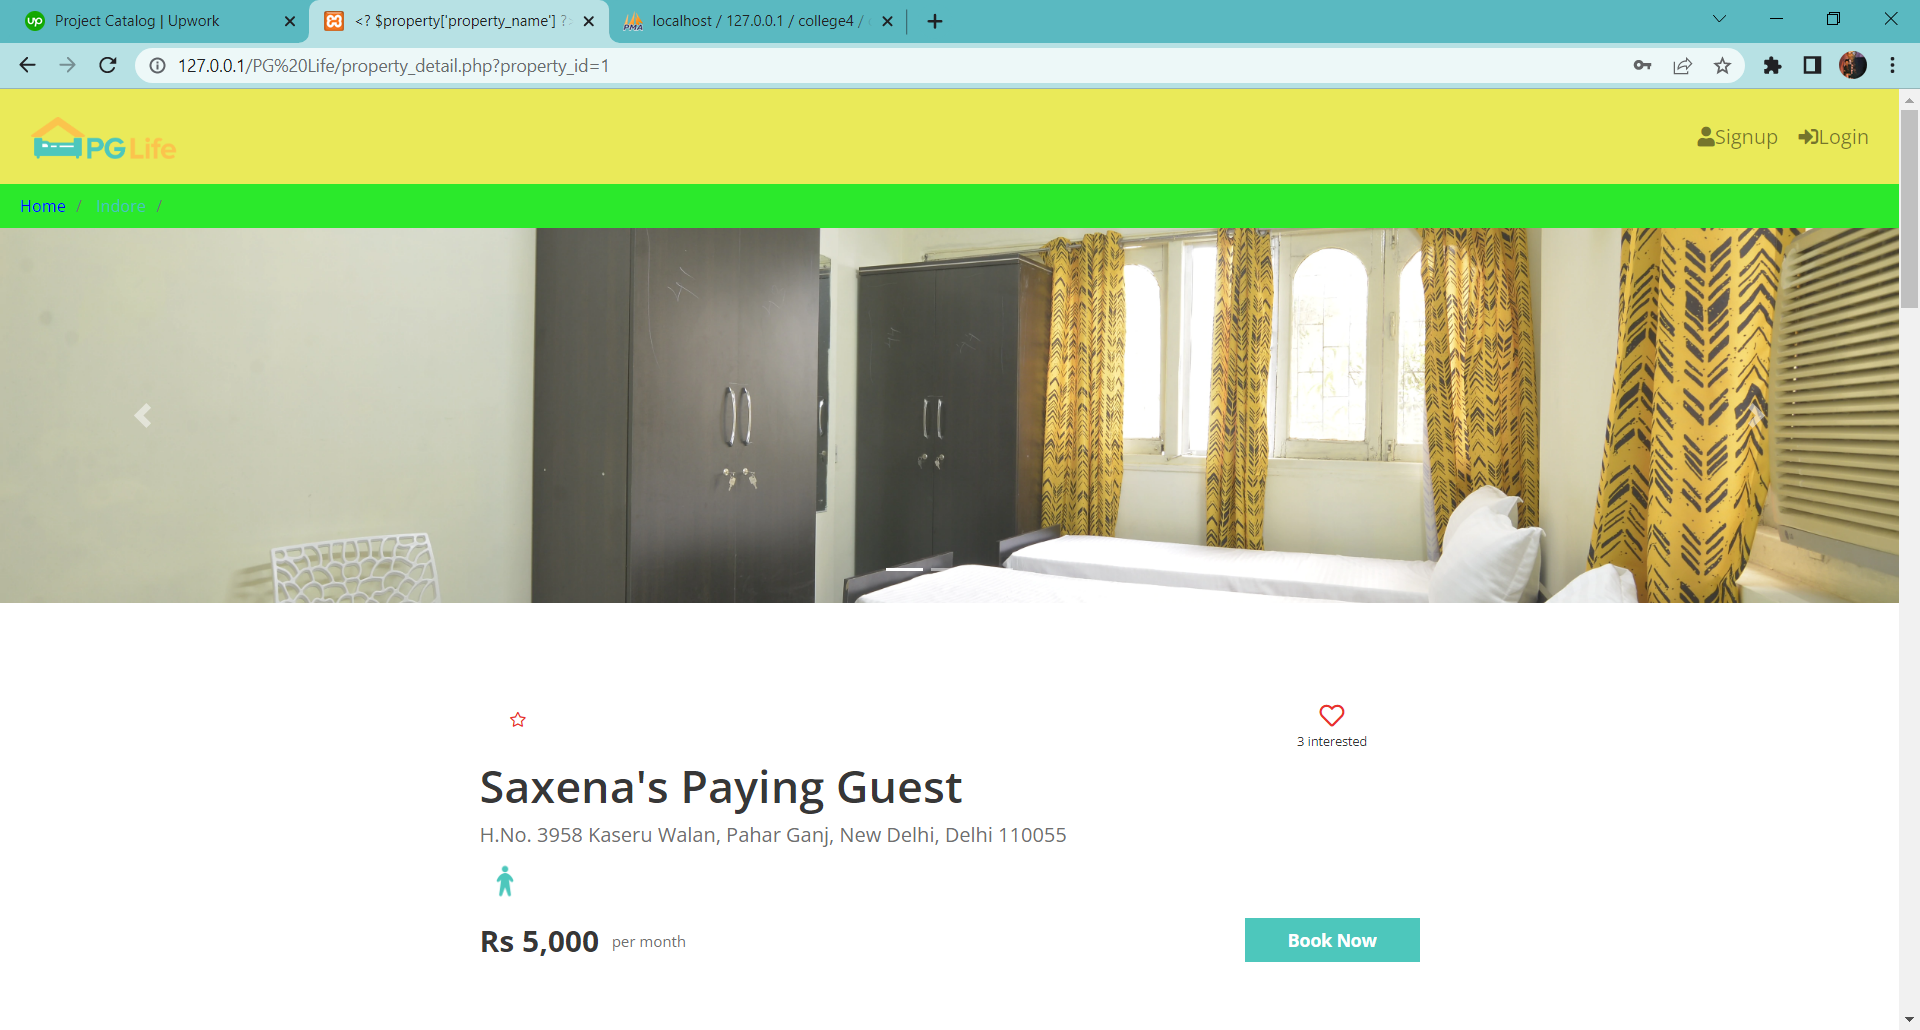 Project Catalog | Upwork
<? $property['property_name'] ?>
localhost / 127.0.0.1 / college4 /
127.0.0.1/PG%20Life/property_detail.php?property_id=1
PG Life
Signup
Login
Home / Indore /
3 interested
Saxena's Paying Guest
H.No. 3958 Kaseru Walan, Pahar Ganj, New Delhi, Delhi 110055
Rs 5,000 per month
Book Now